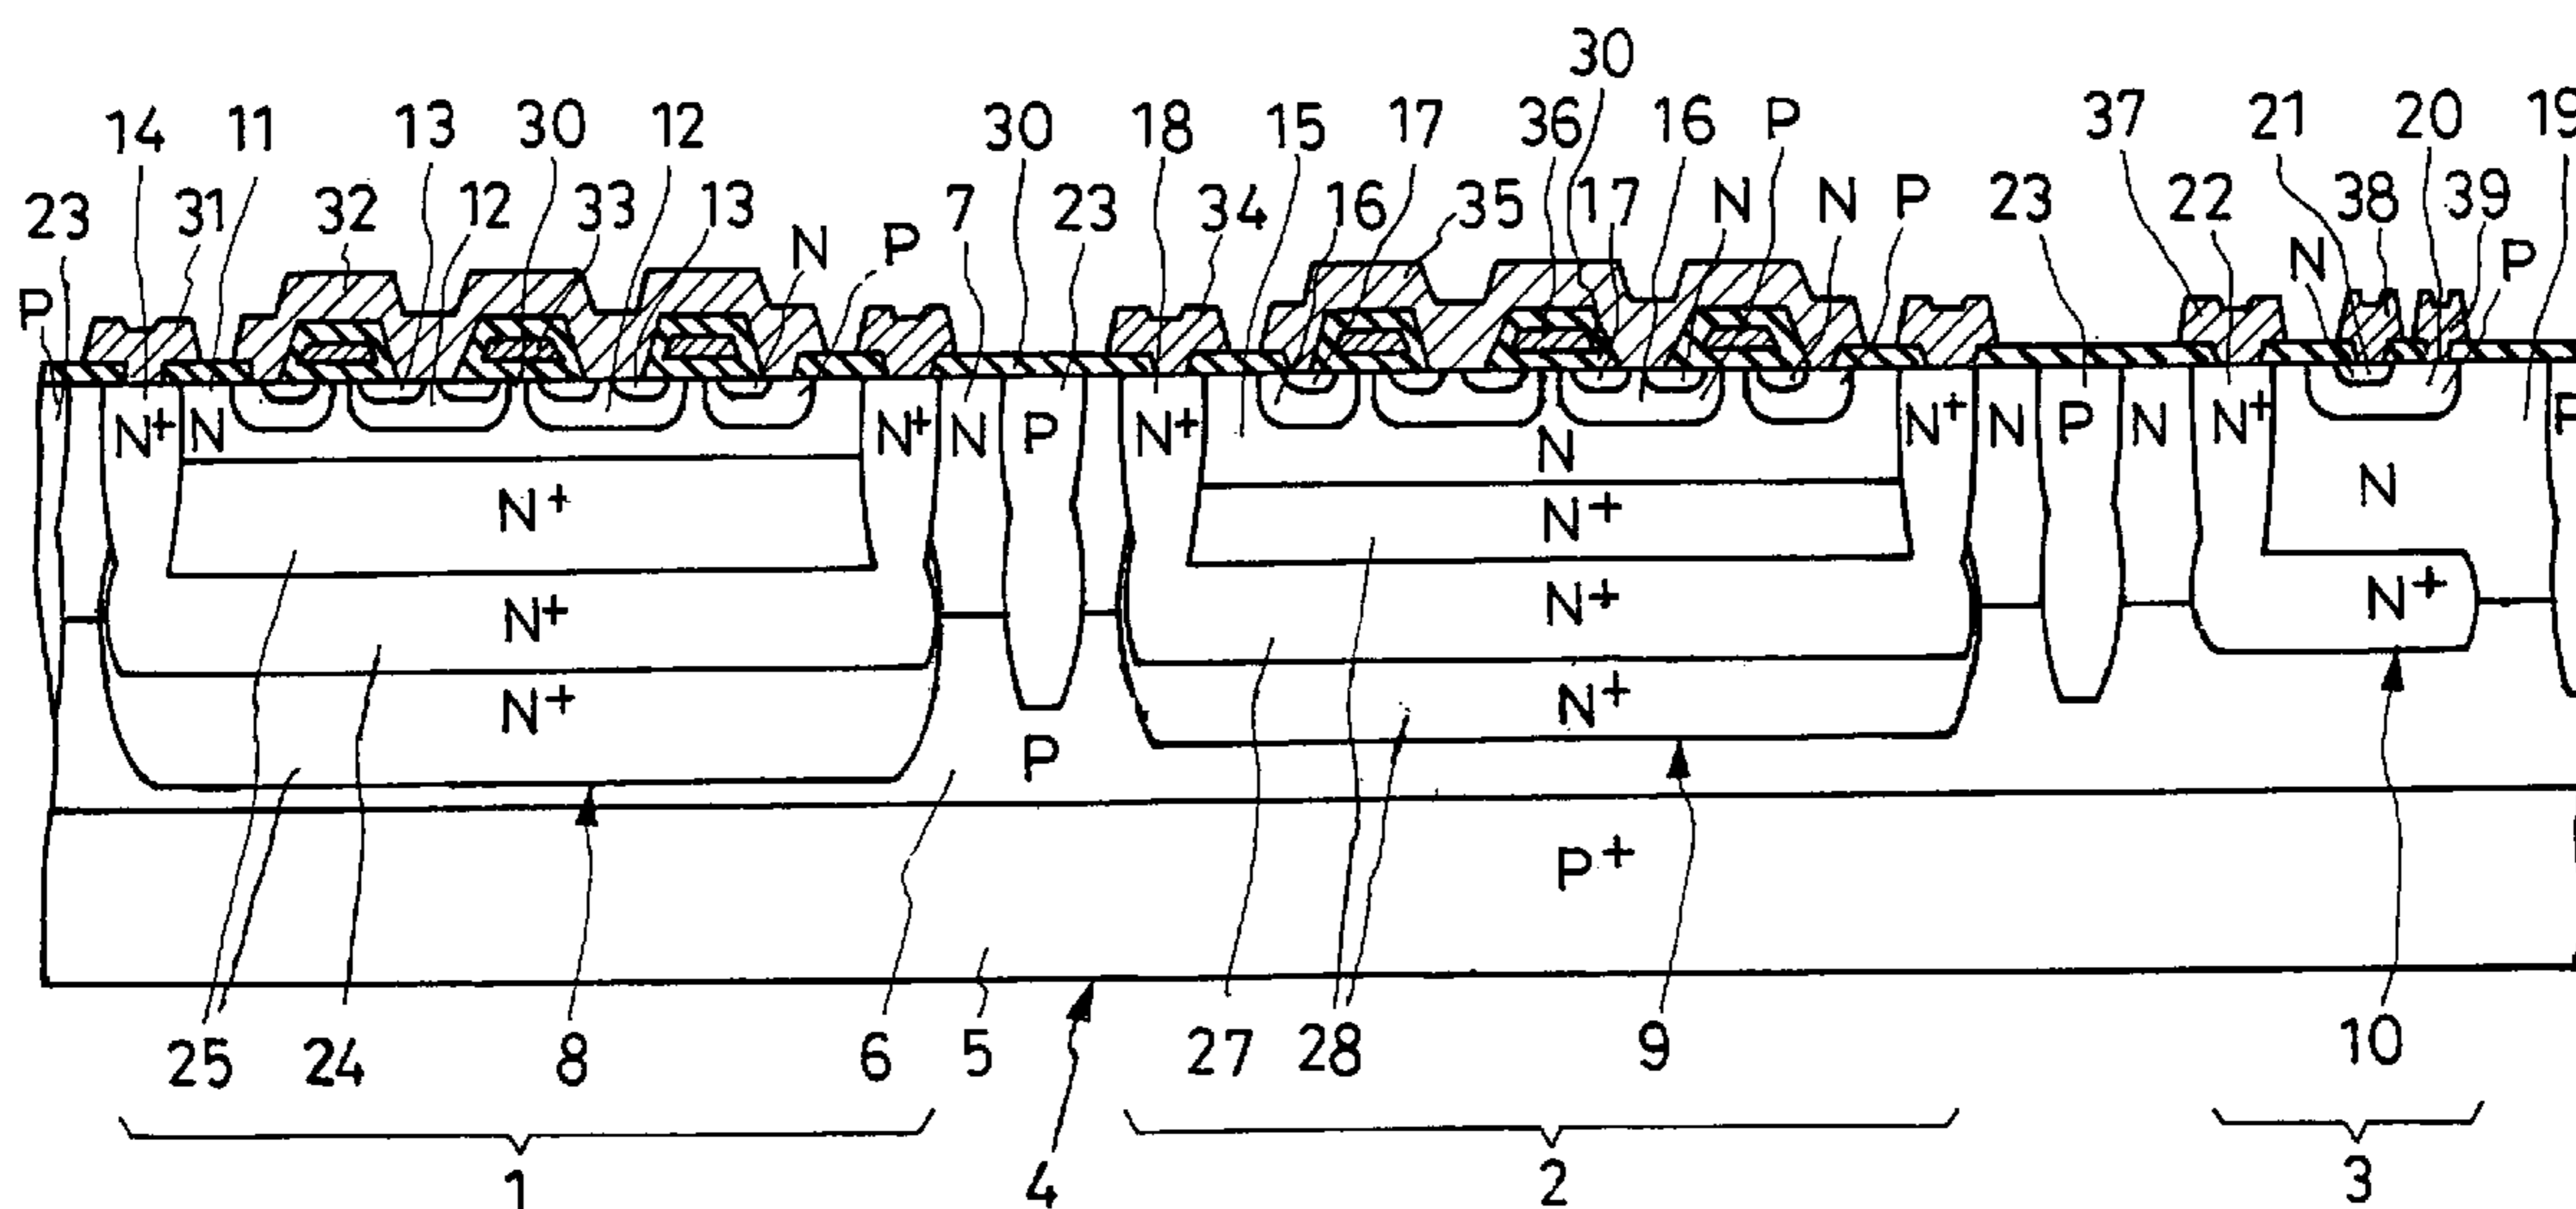 30
14 11 13 30 12 30 18 15 17 36 16 P 37 21 20 19
23 31 32 12 33 13 7 23 34 16 35 17 N N P 23 22 38 39
N P N P
P
N+ N N+ N P N+ N N+ N P N N+ P
N+ N+ N
N+ N+ N+
N+ N+
P
P+
25 24 8 6 5 27 28 9 10
1 4 2 3